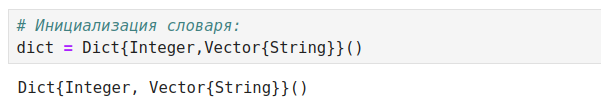 # Инициализация словаря:
dict = Dict{Integer,Vector{String}}()
Dict{Integer, Vector{String}}()